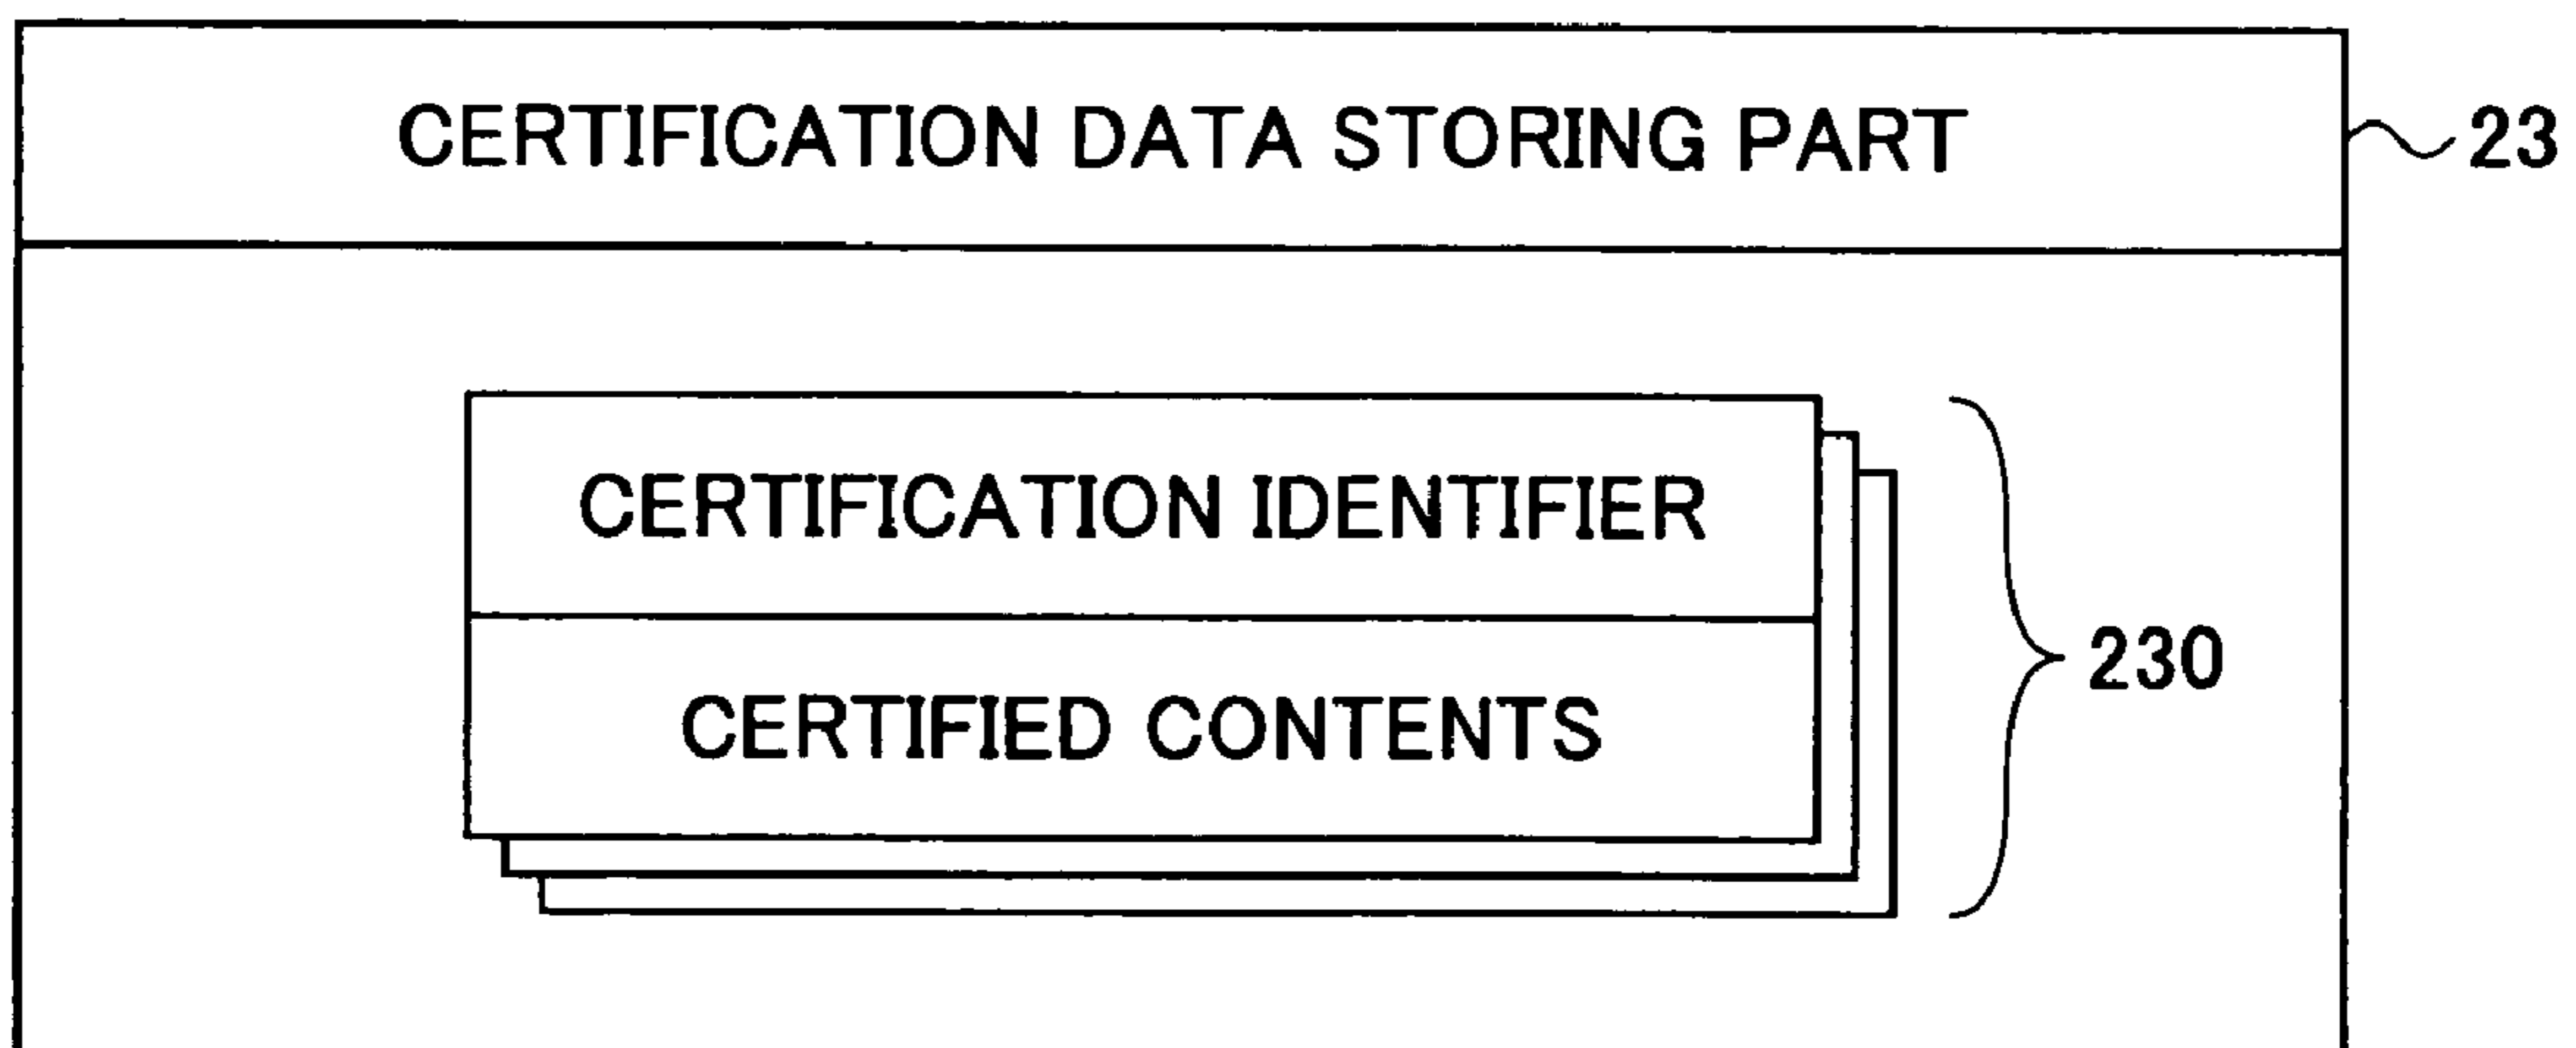 CERTIFICATION DATA STORING PART 23
CERTIFICATION IDENTIFIER
CERTIFIED CONTENTS
230